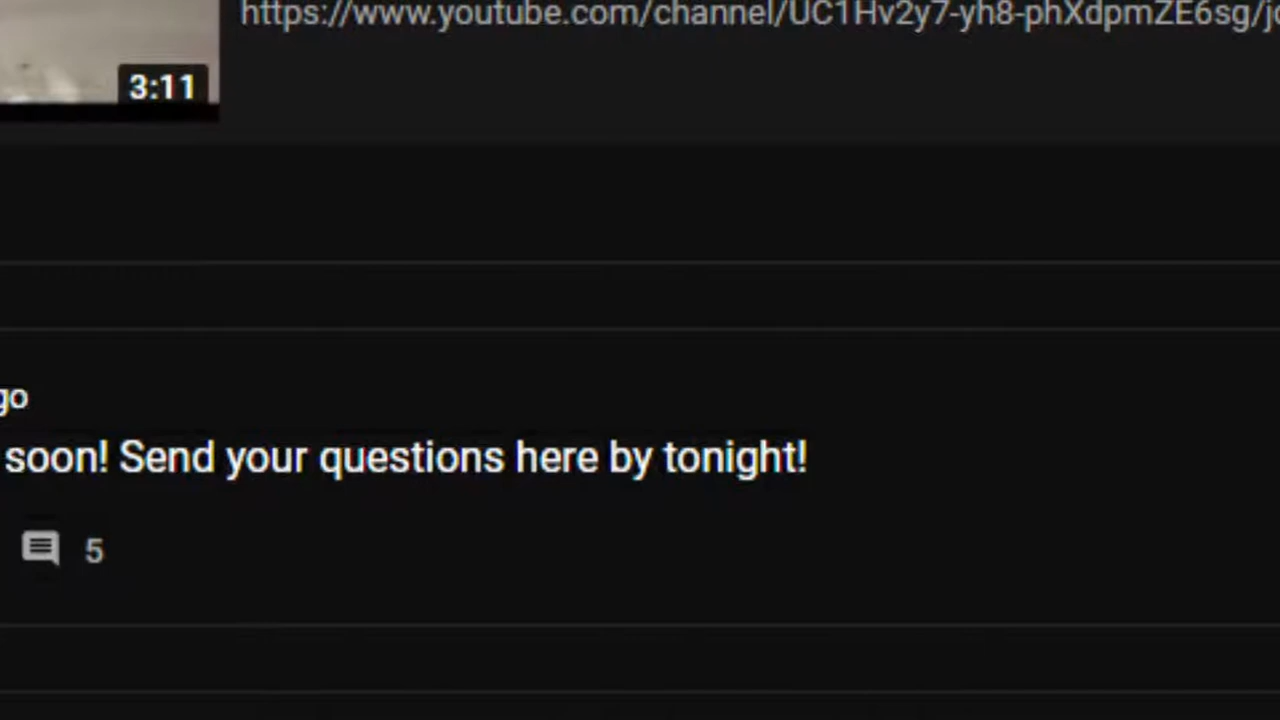 https://www.youtube.com/channel/UC1Hv2y7-yh8-phXdpmZE6sg/jo
3:11
go
soon! Send your questions here by tonight!
5